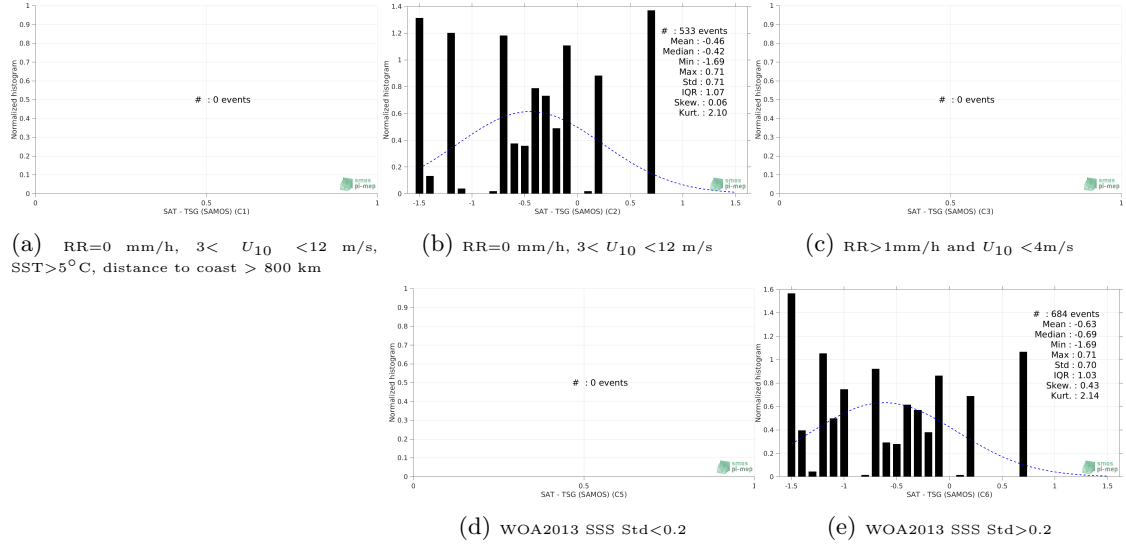 1
0.9
0.8
0.7
0.6
0.5
0.4
0.3
0.2
0.1
0
Normalized histogram
# : 0 events
smos
pi-mep
0 0.5 1
SAT - TSG (SAMOS) (C1)
(a) RR=0 mm/h, 3< U10 <12 m/s,
SST>5°C, distance to coast > 800 km
1.4
1.2
1
0.8
0.6
0.4
0.2
0
Normalized histogram
# : 533 events
Mean : -0.46
Median : -0.42
Min : -1.69
Max : 0.71
Std : 0.71
IQR : 1.07
Skew. : 0.06
Kurt. : 2.10
smos
pi-mep
-1.5 -1 -0.5 0 0.5 1 1.5
SAT - TSG (SAMOS) (C2)
(b) RR=0 mm/h, 3< U10 <12 m/s
1
0.9
0.8
0.7
0.6
0.5
0.4
0.3
0.2
0.1
0
Normalized histogram
# : 0 events
smos
pi-mep
0 0.5 1
SAT - TSG (SAMOS) (C3)
(c) RR>1mm/h and U10 <4m/s
1
0.9
0.8
0.7
0.6
0.5
0.4
0.3
0.2
0.1
0
Normalized histogram
# : 0 events
smos
pi-mep
0 0.5 1
SAT - TSG (SAMOS) (C5)
(d) WOA2013 SSS Std<0.2
1.6
1.4
1.2
1
0.8
0.6
0.4
0.2
0
Normalized histogram
# : 684 events
Mean : -0.63
Median : -0.69
Min : -1.69
Max : 0.71
Std : 0.70
IQR : 1.03
Skew. : 0.43
Kurt. : 2.14
smos
pi-mep
-1.5 -1 -0.5 0 0.5 1 1.5
SAT - TSG (SAMOS) (C6)
(e) WOA2013 SSS Std>0.2